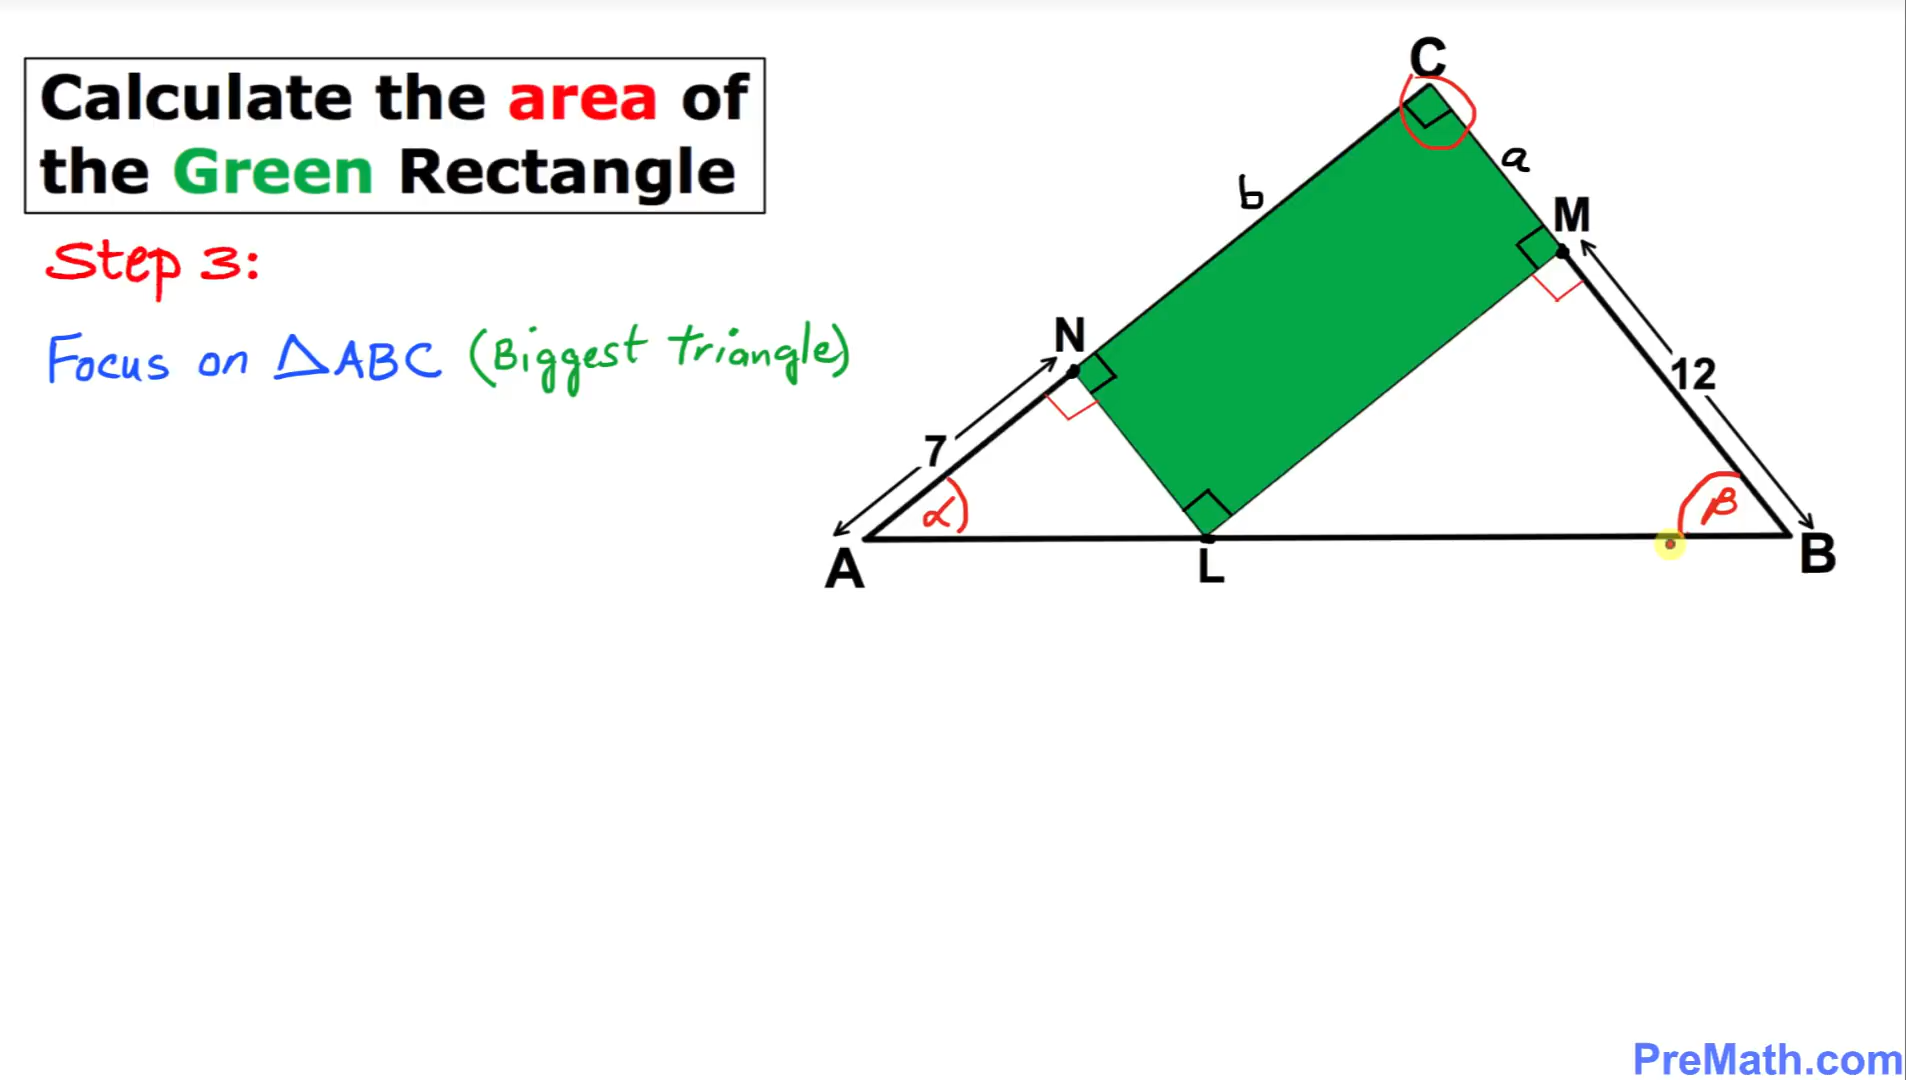 Calculate the area of
the Green Rectangle
Step 3:
Focus on △ABC (Biggest triangle)
C
a
b
M
N
12
7
α
β
A
L
B
PreMath.com